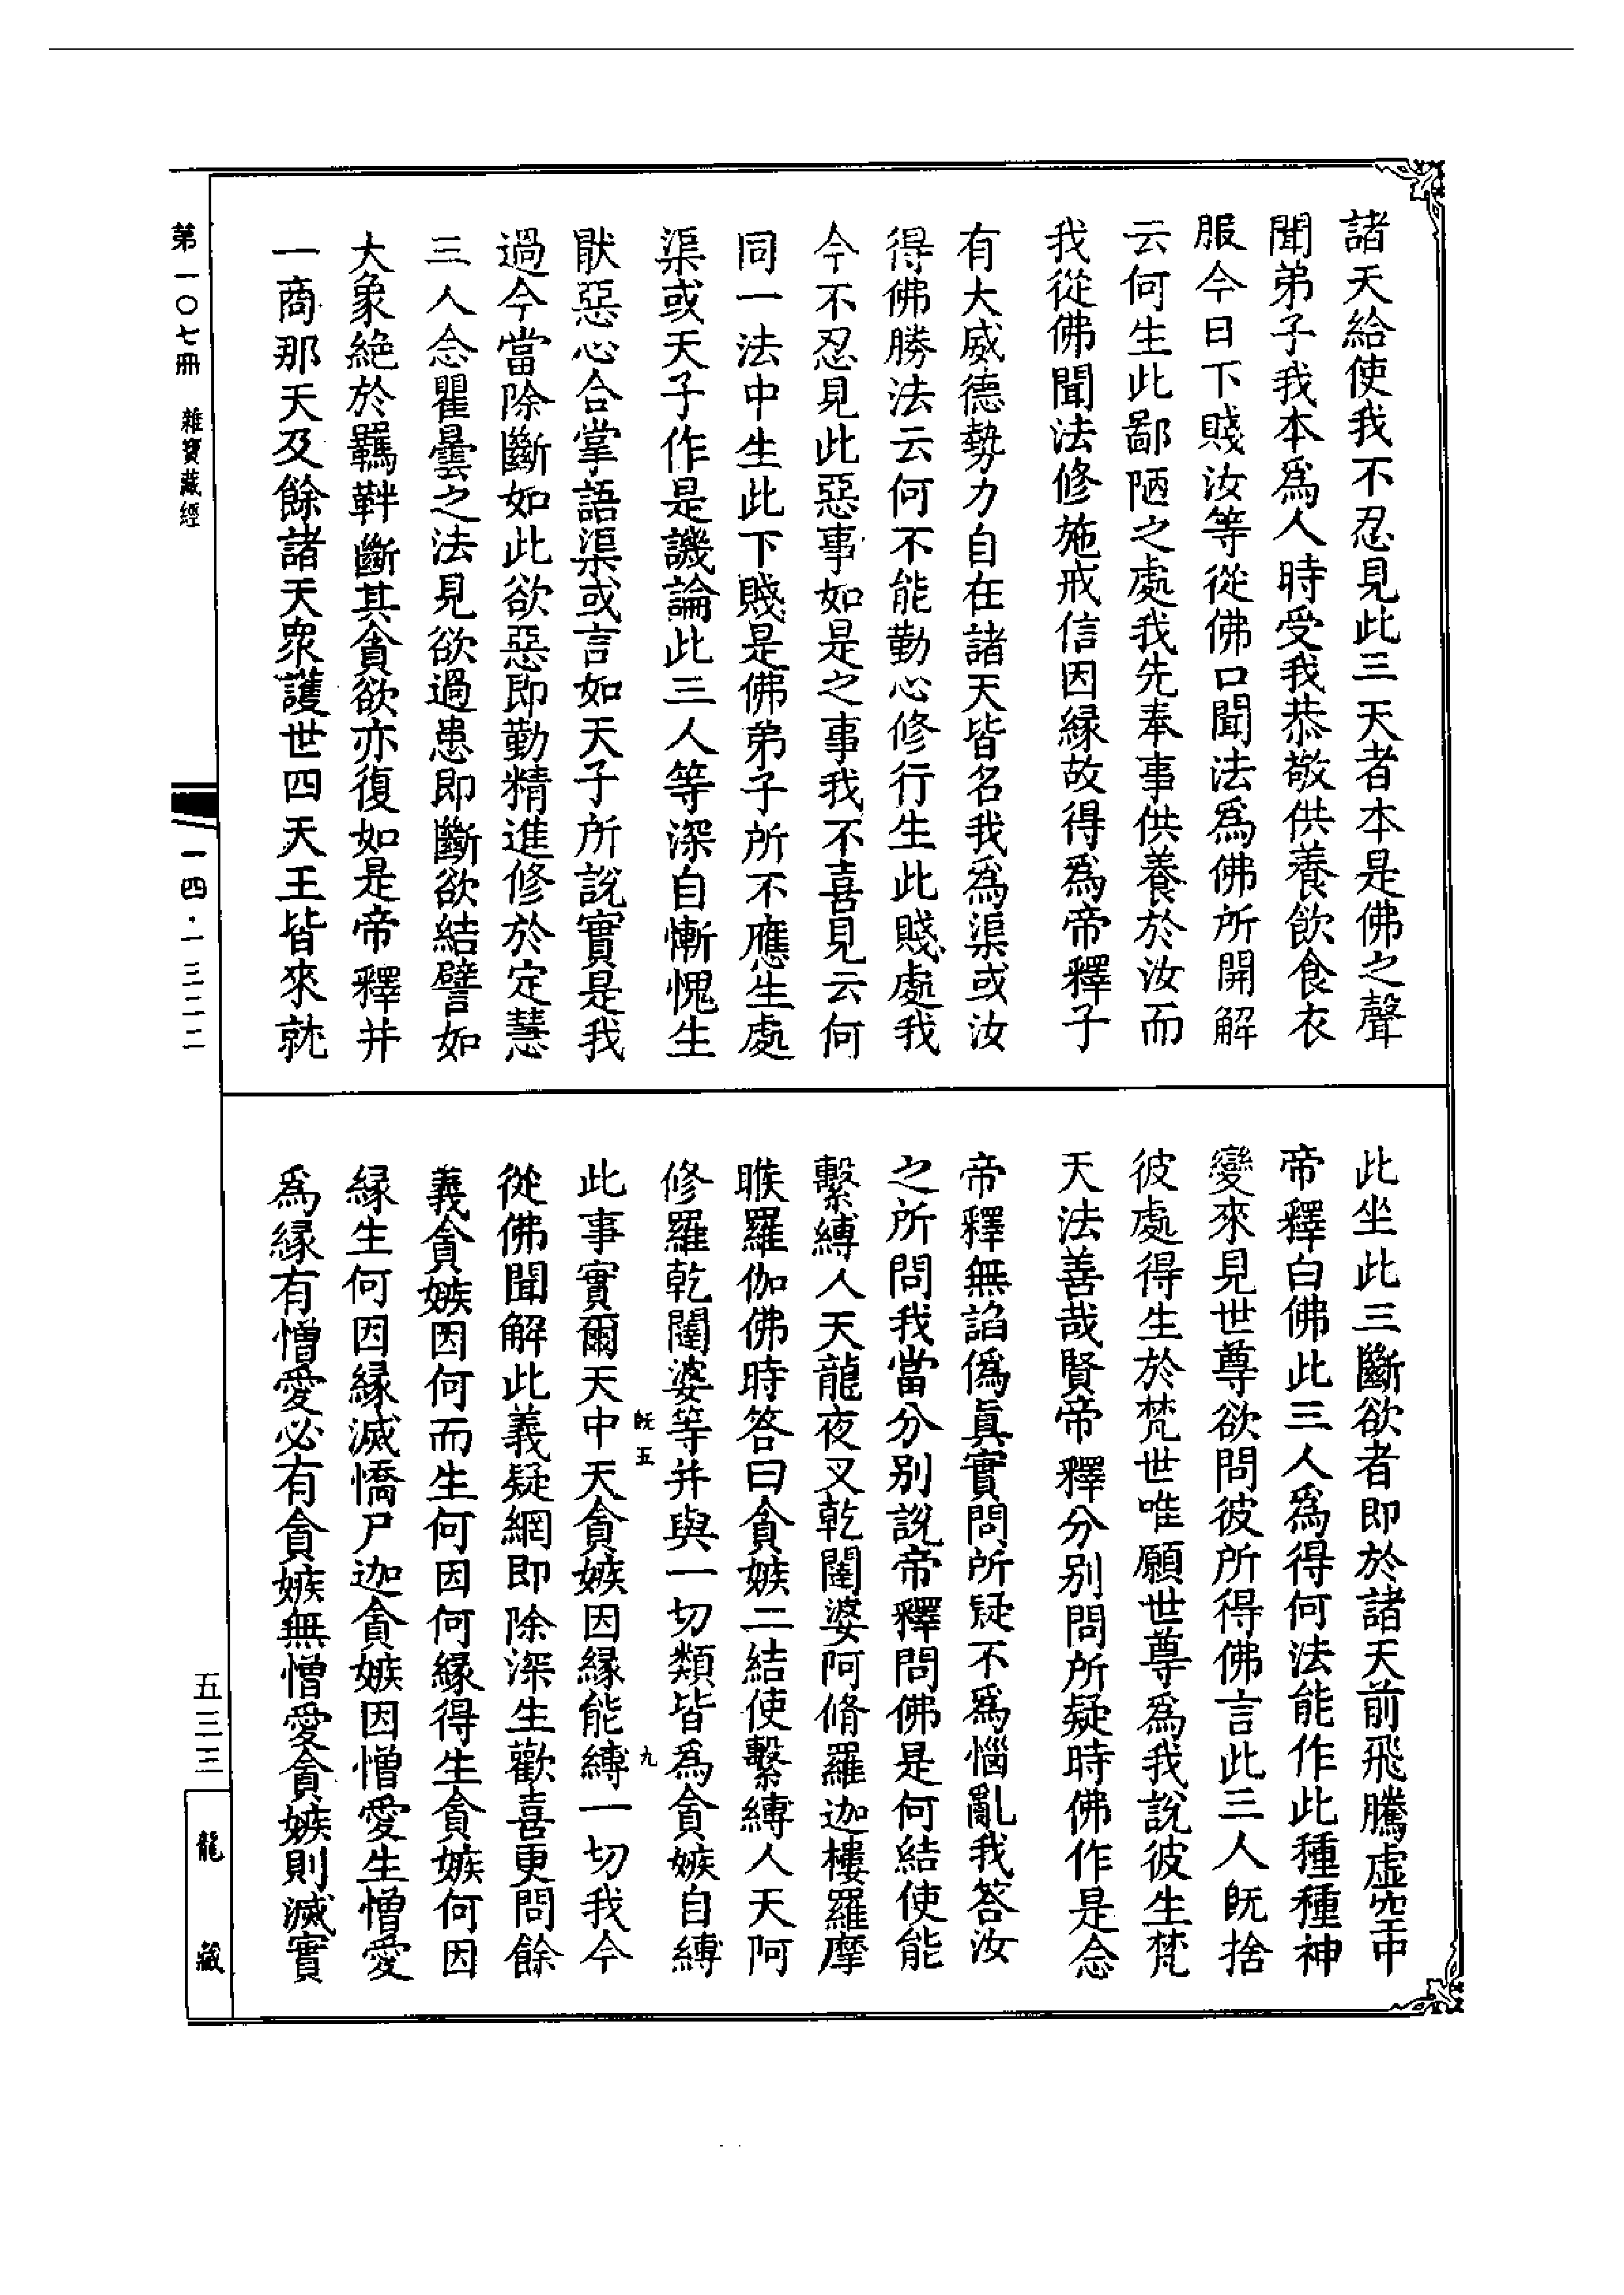 諸天給使我不忍見此三天者本是佛之聲
聞弟子我本爲人時受我恭敬供養飲食衣
服今日下賤汝等從佛口聞法爲佛所開解
云何生此鄙陋之處我先奉事供養於汝而
我從佛聞法修施戒信因緣故得爲帝釋子
有大威德勢力自在諸天皆名我爲渠或汝
得佛勝法云何不能勤心修行生此賤處我
今不忍見此惡事如是之事我不喜見云何
同一法中生此下賤是佛弟子所不應生處
渠或天子作是譏論此三人等深自慚愧生
猒惡心合掌語渠或言如天子所說實是我
過今當除斷如此欲惡即勤精進修於定慧
三人念瞿曇之法見欲過患即斷欲結譬如
大象絶於羈靽斷其貪欲亦復如是帝釋并
一商那天及餘諸天衆護世四天王皆來就
此坐此三斷欲者即於諸天前飛騰虛空中
帝釋白佛此三人爲得何法能作此種種神
變來見世尊欲問彼所得佛言此三人旣捨
彼處得生於梵世唯願世尊爲我說彼生梵
天法善哉賢帝釋分別問所疑時佛作是念
帝釋無諂僞眞實問所疑不爲惱亂我答汝
之所問我當分別說帝釋問佛是何結使能
繫縛人天龍夜叉乾闥婆阿脩羅迦樓羅摩
睺羅伽佛時答曰貪嫉二結使繫縛人天阿
修羅乾闥婆等并與一切類皆爲貪嫉自縛
旣五
九
此事實爾天中天貪嫉因緣能縛一切我今
從佛聞解此義疑網即除深生歡喜更問餘
義貪嫉因何而生何因何緣得生貪嫉何因
緣生何因緣滅憍尸迦貪嫉因憎愛生憎愛
爲緣有憎愛必有貪嫉無憎愛貪嫉則滅實
第一〇七冊　雜寶藏經
一四·一三二二
五三三
龍藏